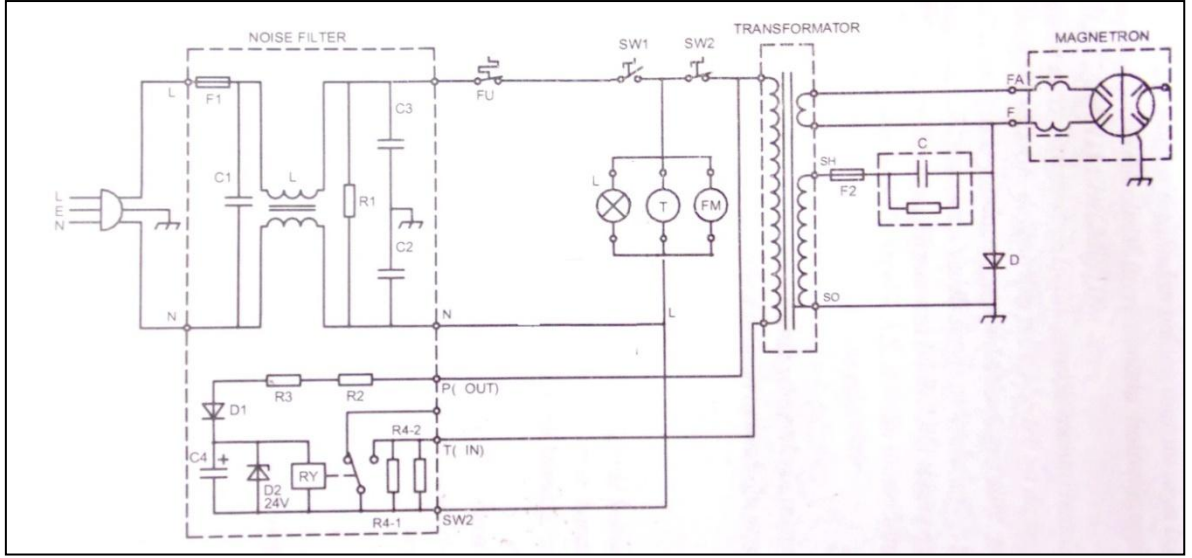 NOISE FILTER
TRANSFORMATOR
MAGNETRON
SW1
SW2
L
F1
FU
C3
FA
F
C
C1
L
R1
L
T
FM
SH
F2
L
E
N
C2
D
N
N
L
SO
R3
R2
P( OUT)
D1
R4-2
T( IN)
C4
+
RY
D2
24V
R4-1
SW2